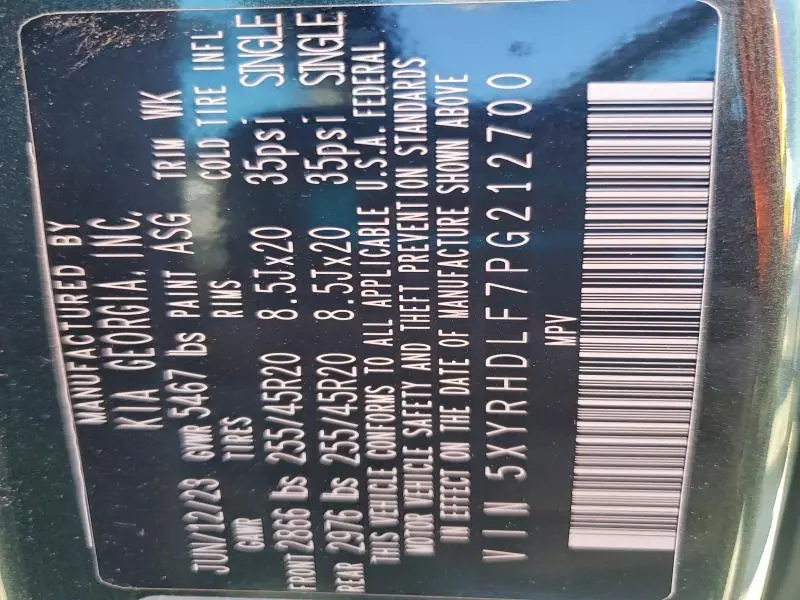 MANUFACTURED BY
KIA GEORGIA, INC.
JUN/12/23 GVWR 5467 lbs PAINT ASG TRIM WK
GAWR TIRES RIMS COLD TIRE INFL
FRONT 2866 lbs 255/45R20 8.5Jx20 35psi SINGLE
REAR 2976 lbs 255/45R20 8.5Jx20 35psi SINGLE
THIS VEHICLE CONFORMS TO ALL APPLICABLE U.S.A. FEDERAL
MOTOR VEHICLE SAFETY AND THEFT PREVENTION STANDARDS
IN EFFECT ON THE DATE OF MANUFACTURE SHOWN ABOVE
VIN 5XYRHDLF7PG212700
MPV